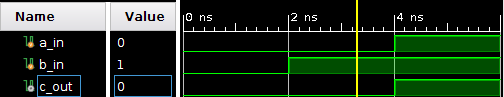 Name Value 0 ns 2 ns 4 ns
a_in 0
b_in 1
c_out 0